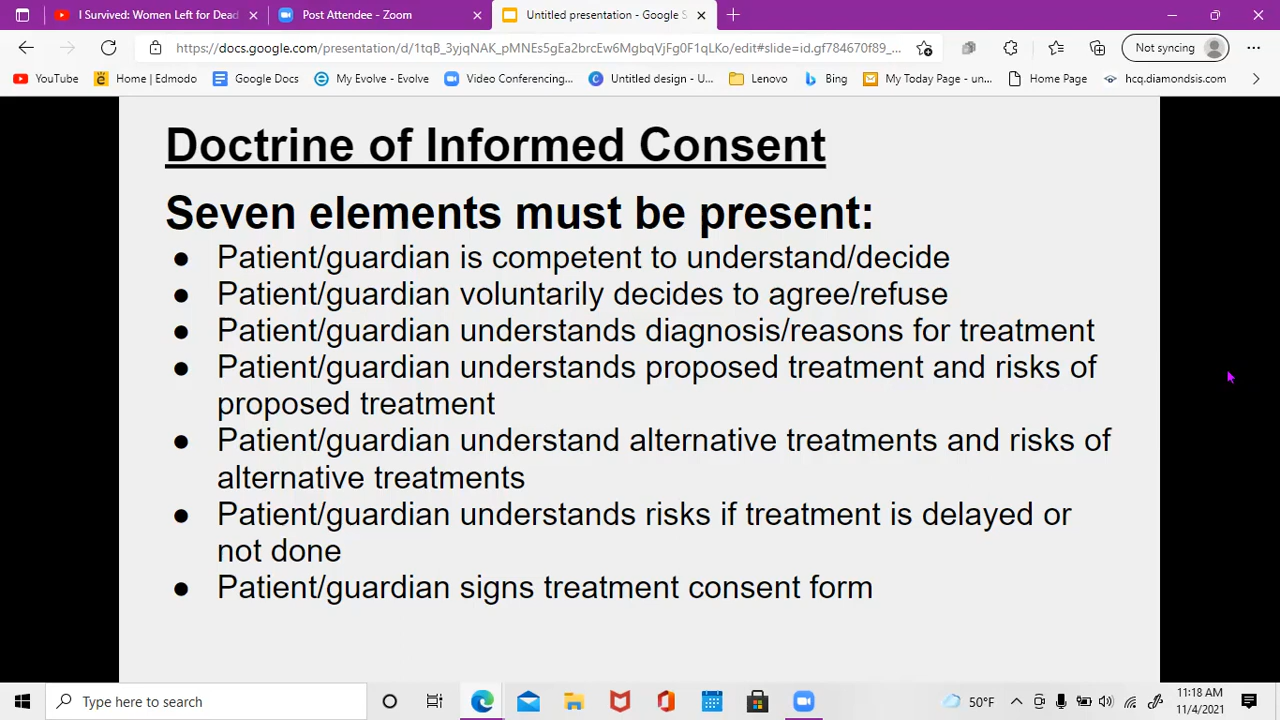 I Survived: Women Left for Dead
Post Attendee - Zoom
Untitled presentation - Google S
https://docs.google.com/presentation/d/1tqB_3yjqNAK_pMNEs5gEa2brcEw6MgbqVjFg0F1qLKo/edit#slide=id.gf784670f89_...
Not syncing
YouTube
Home | Edmodo
Google Docs
My Evolve - Evolve
Video Conferencing...
Untitled design - U...
Lenovo
Bing
My Today Page - un...
Home Page
hcq.diamondsis.com
Doctrine of Informed Consent
Seven elements must be present:
● Patient/guardian is competent to understand/decide
● Patient/guardian voluntarily decides to agree/refuse
● Patient/guardian understands diagnosis/reasons for treatment
● Patient/guardian understands proposed treatment and risks of
proposed treatment
● Patient/guardian understand alternative treatments and risks of
alternative treatments
● Patient/guardian understands risks if treatment is delayed or
not done
● Patient/guardian signs treatment consent form
Type here to search
50°F
11:18 AM
11/4/2021